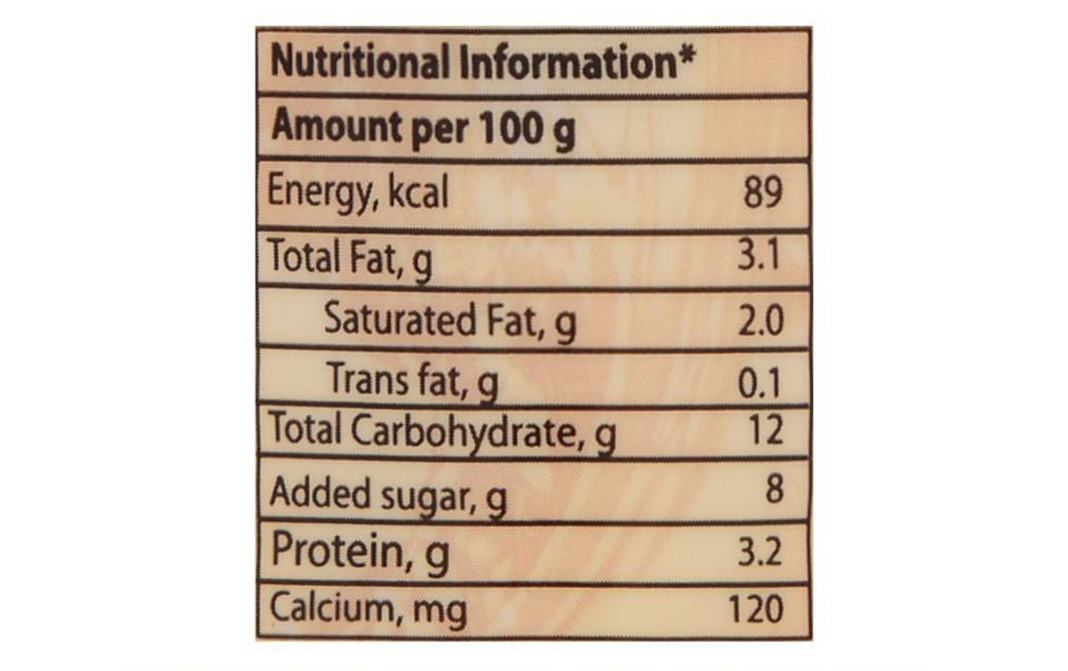 Nutritional Information*
Amount per 100 g
Energy, kcal 89
Total Fat, g 3.1
Saturated Fat, g 2.0
Trans fat, g 0.1
Total Carbohydrate, g 12
Added sugar, g 8
Protein, g 3.2
Calcium, mg 120